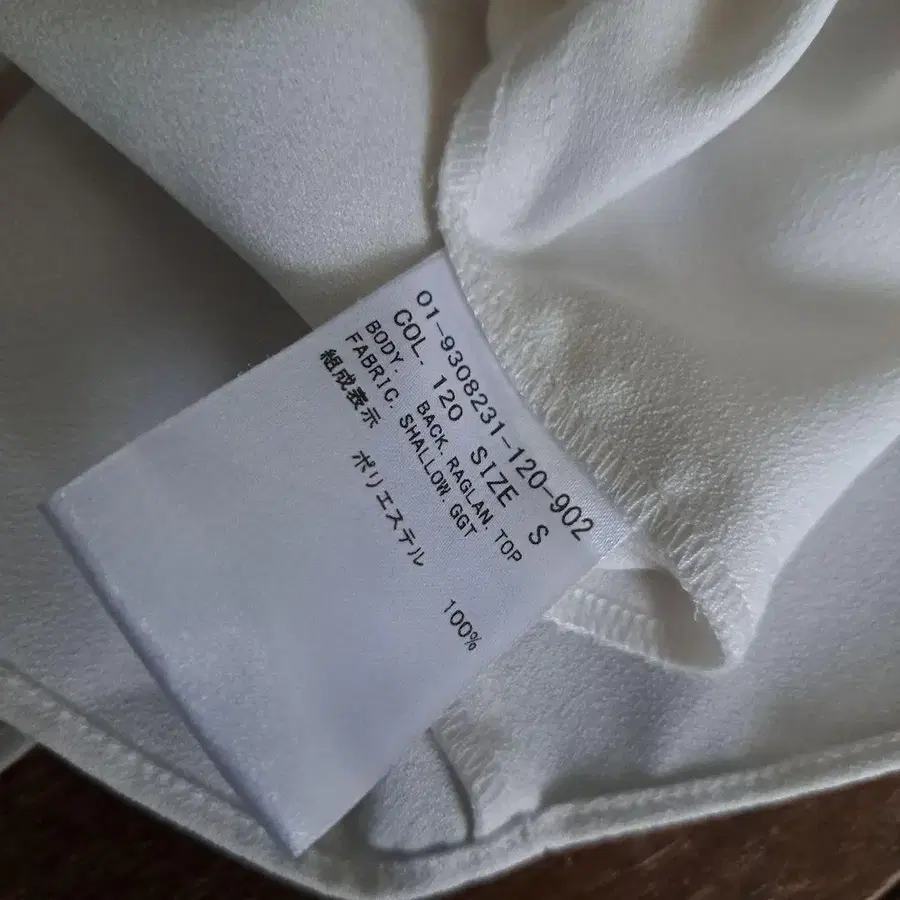 01-9308231-120-902
COL. 120 SIZE S
BODY. BACK.RAGLAN.TOP
FABRIC. SHALLOW.GGT
組成表示
ポリエステル 100%